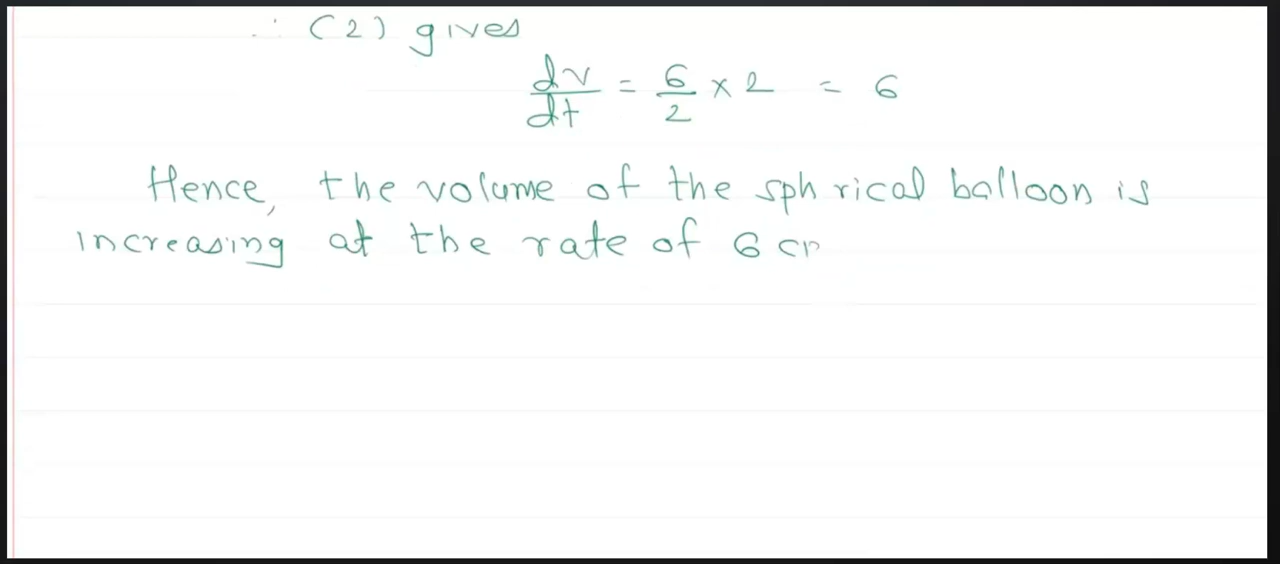 ∴ (2) gives
dv/dt = 6/2 × 2 = 6
Hence, the volume of the sph rical balloon is
increasing at the rate of 6